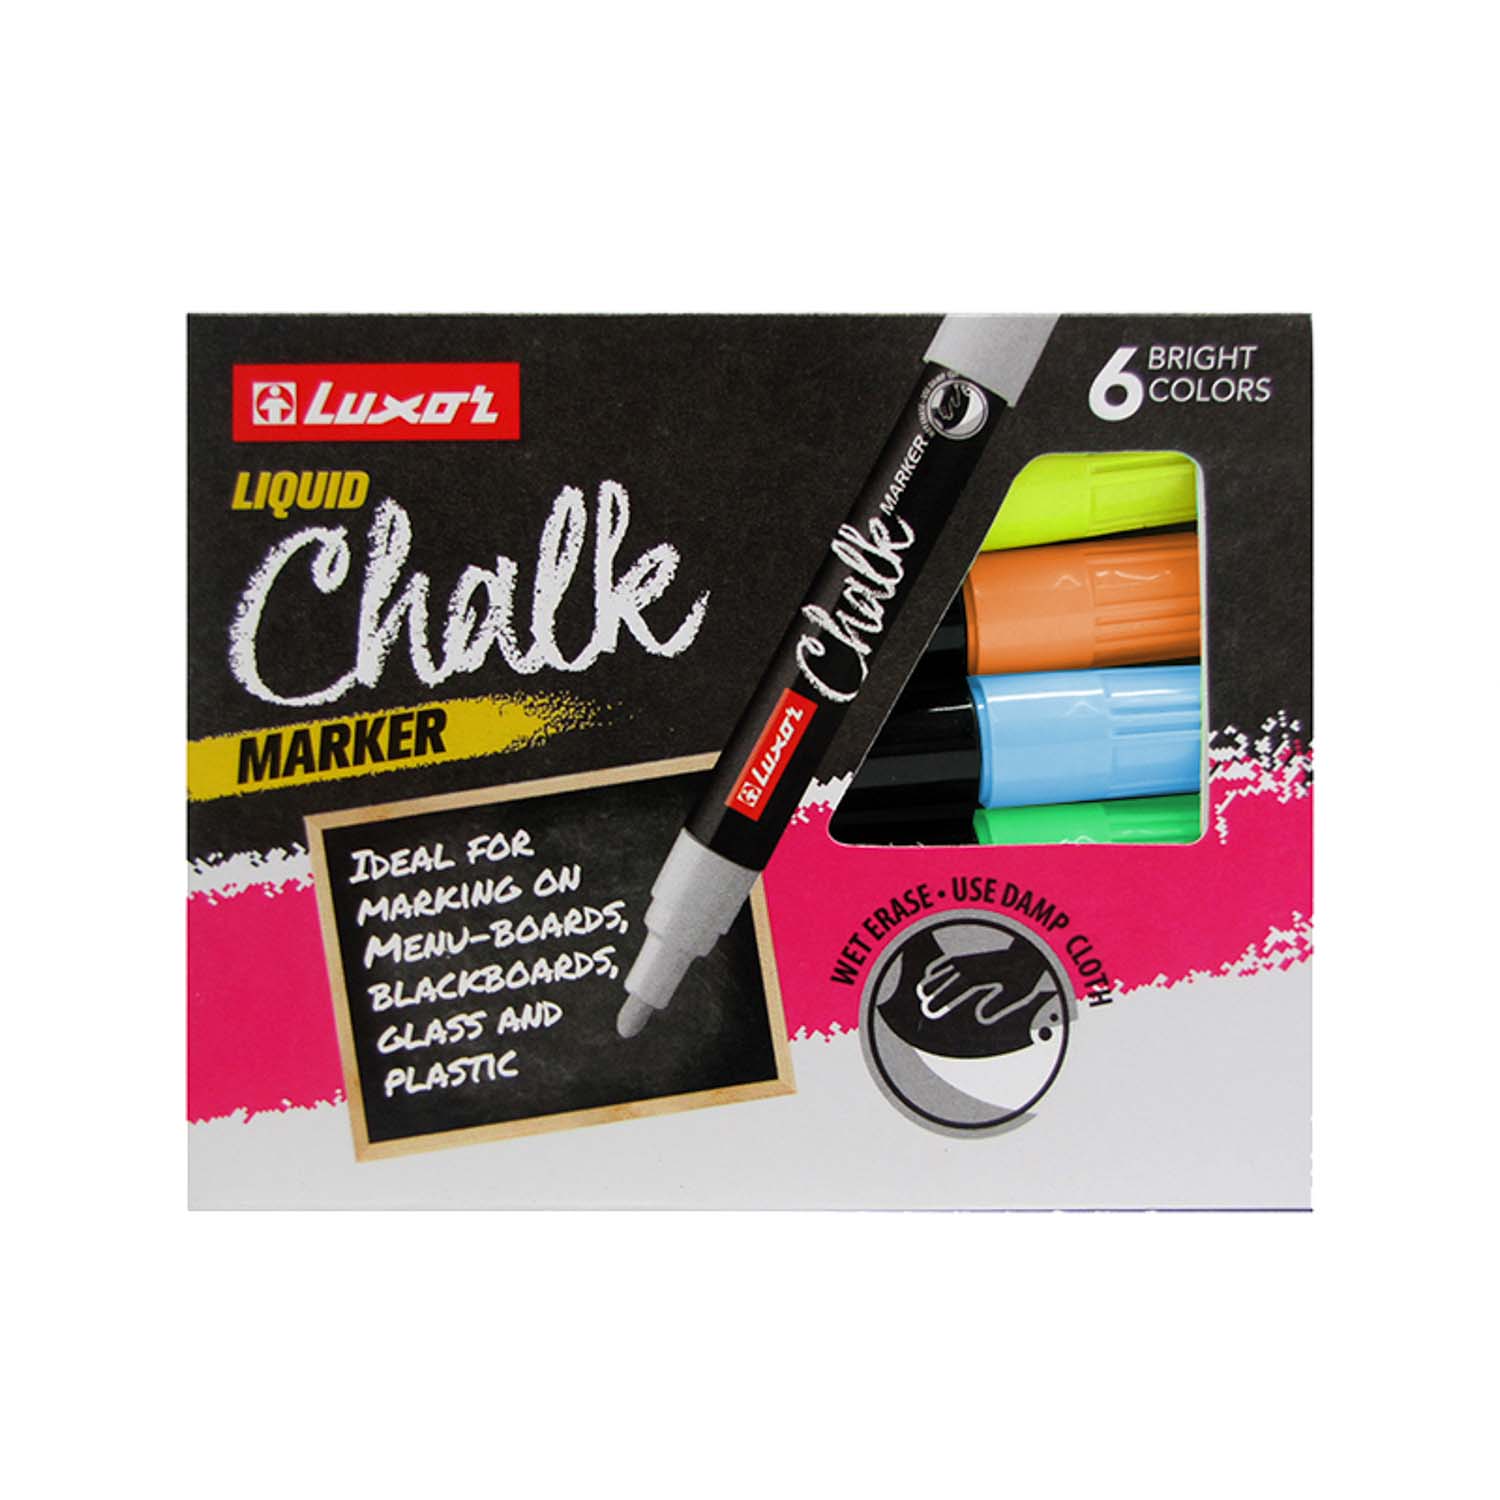 Luxor
LIQUID
Chalk
MARKER
6 BRIGHT
COLORS
Luxor Chalk MARKER
IDEAL FOR
MARKING ON
MENU-BOARDS,
BLACKBOARDS,
GLASS AND
PLASTIC
WET ERASE • USE DAMP CLOTH